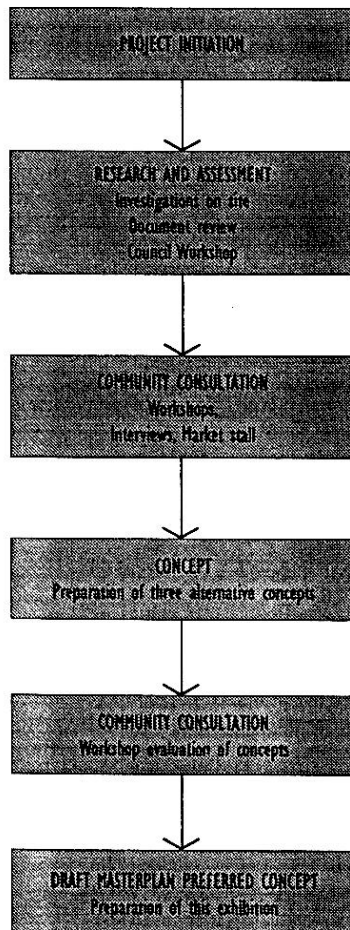 PROJECT INITIATION
RESEARCH AND ASSESSMENT
Investigations on site
Document review
Council Workshop
COMMUNITY CONSULTATION
Workshops,
Interviews, Market stall
CONCEPT
Preparation of three alternative concepts
COMMUNITY CONSULTATION
Workshop evaluation of concepts
DRAFT MASTERPLAN PREFERRED CONCEPT
Preparation of this exhibition